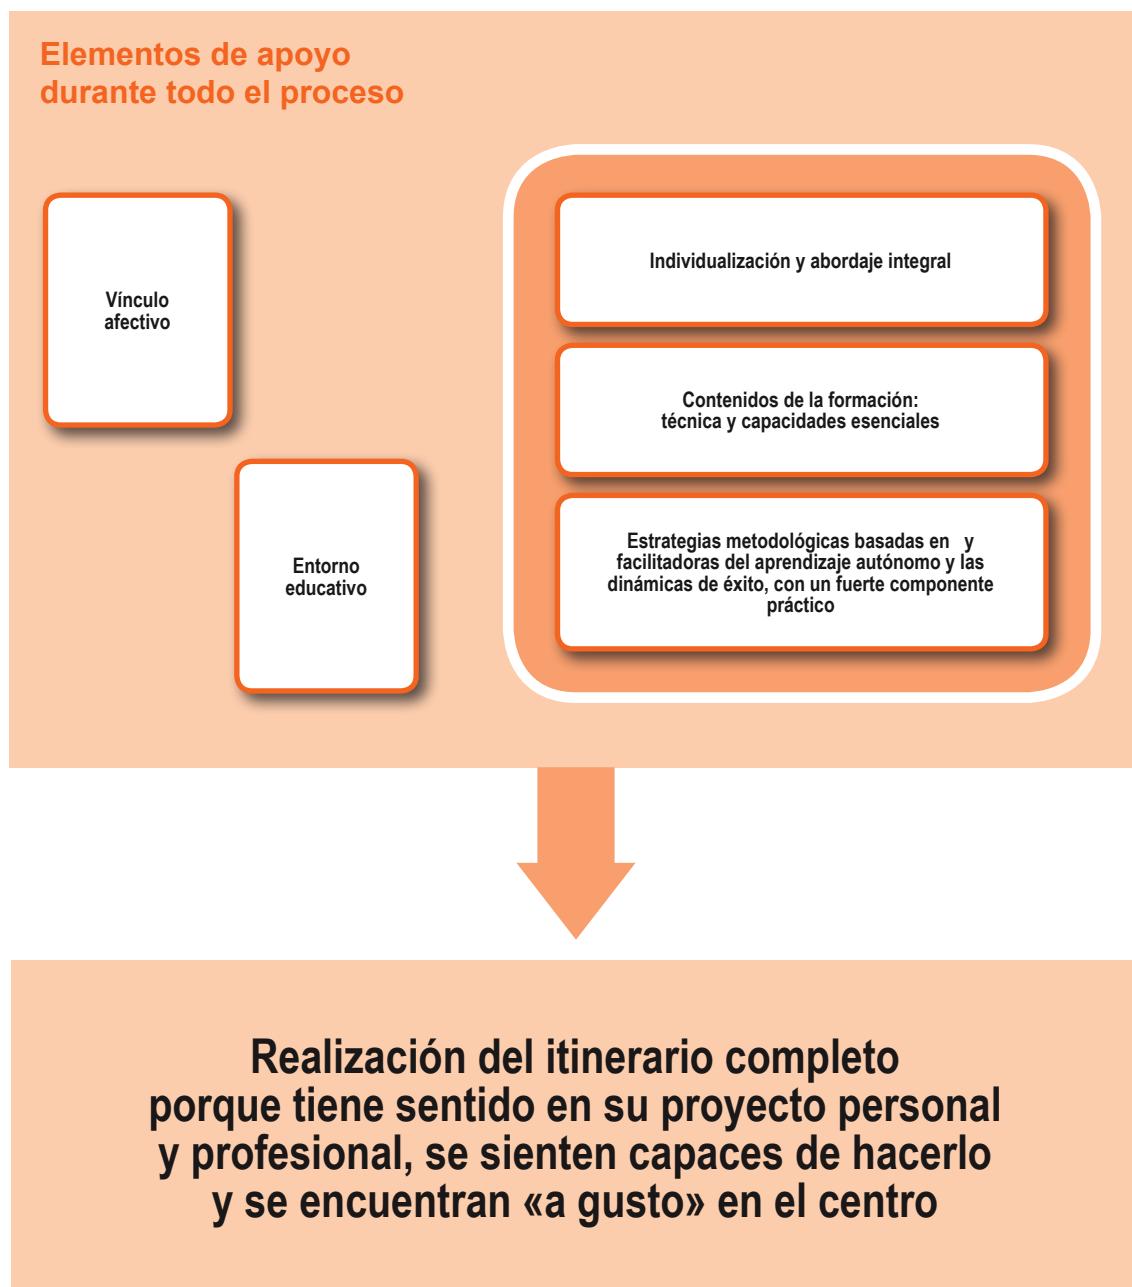 Elementos de apoyo
durante todo el proceso
Vínculo
afectivo
Entorno
educativo
Individualización y abordaje integral
Contenidos de la formación:
técnica y capacidades esenciales
Estrategias metodológicas basadas en   y
facilitadoras del aprendizaje autónomo y las
dinámicas de éxito, con un fuerte componente
práctico
Realización del itinerario completo
porque tiene sentido en su proyecto personal
y profesional, se sienten capaces de hacerlo
y se encuentran «a gusto» en el centro